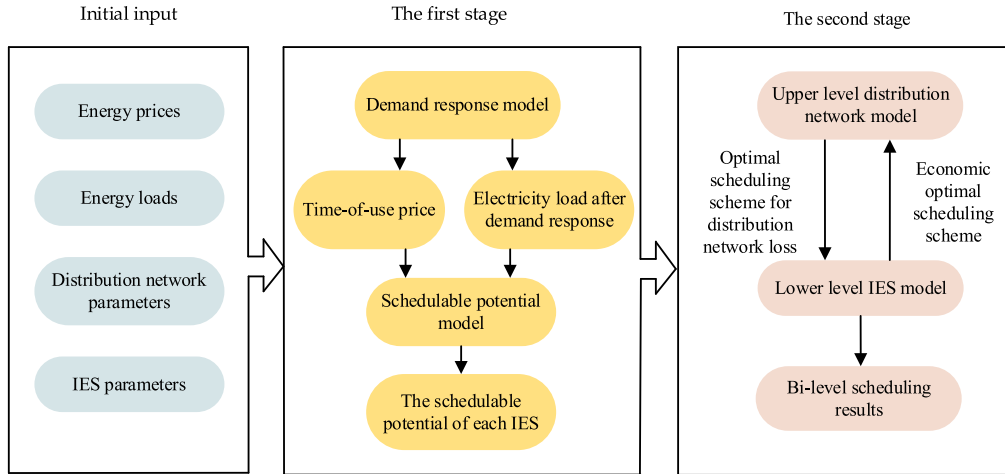 Initial input
Energy prices
Energy loads
Distribution network
parameters
IES parameters
The first stage
Demand response model
Time-of-use price
Electricity load after
demand response
Schedulable potential
model
The schedulable
potential of each IES
The second stage
Upper level distribution
network model
Optimal
scheduling
scheme for
distribution
network loss
Economic
optimal
scheduling
scheme
Lower level IES model
Bi-level scheduling
results